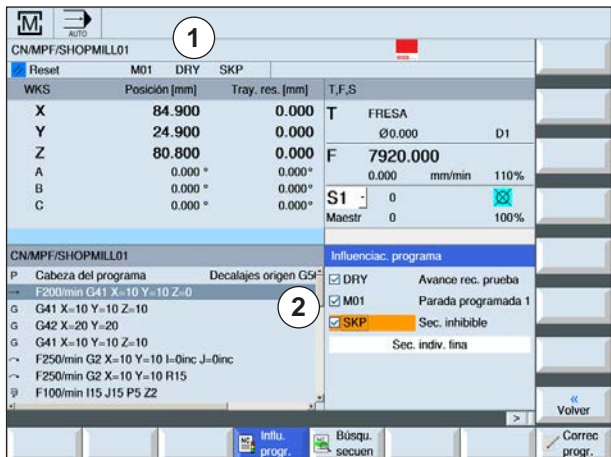 M
AUTO
1
CN/MPF/SHOPMILL01
Reset M01 DRY SKP
WKS Posición [mm] Tray. res. [mm] T,F,S
X 84.900 0.000 T FRESA
Y 24.900 0.000 Ø0.000 D1
Z 80.800 0.000 F 7920.000
A 0.000 ° 0.000° 0.000 mm/min 110%
B 0.000 ° 0.000° S1 0
C 0.000 ° 0.000° Maestr 0 100%
CN/MPF/SHOPMILL01
P Cabeza del programa Decalajes origen G5
F200/min G41 X=10 Y=10 Z=0
G G41 X=10 Y=10 Z=10
G G42 X=20 Y=20
G G41 X=10 Y=10 Z=10
F250/min G2 X=10 Y=10 I=0inc J=0inc
F250/min G2 X=10 Y=10 R15
F100/min I15 J15 P5 Z2
2
Influenciac. programa
DRY Avance rec. prueba
M01 Parada programada 1
SKP Sec. inhibible
Sec. indiv. fina
«
Volver
>
NC
Influ. progr.
NC
Búsqu. secuen
Correc progr.